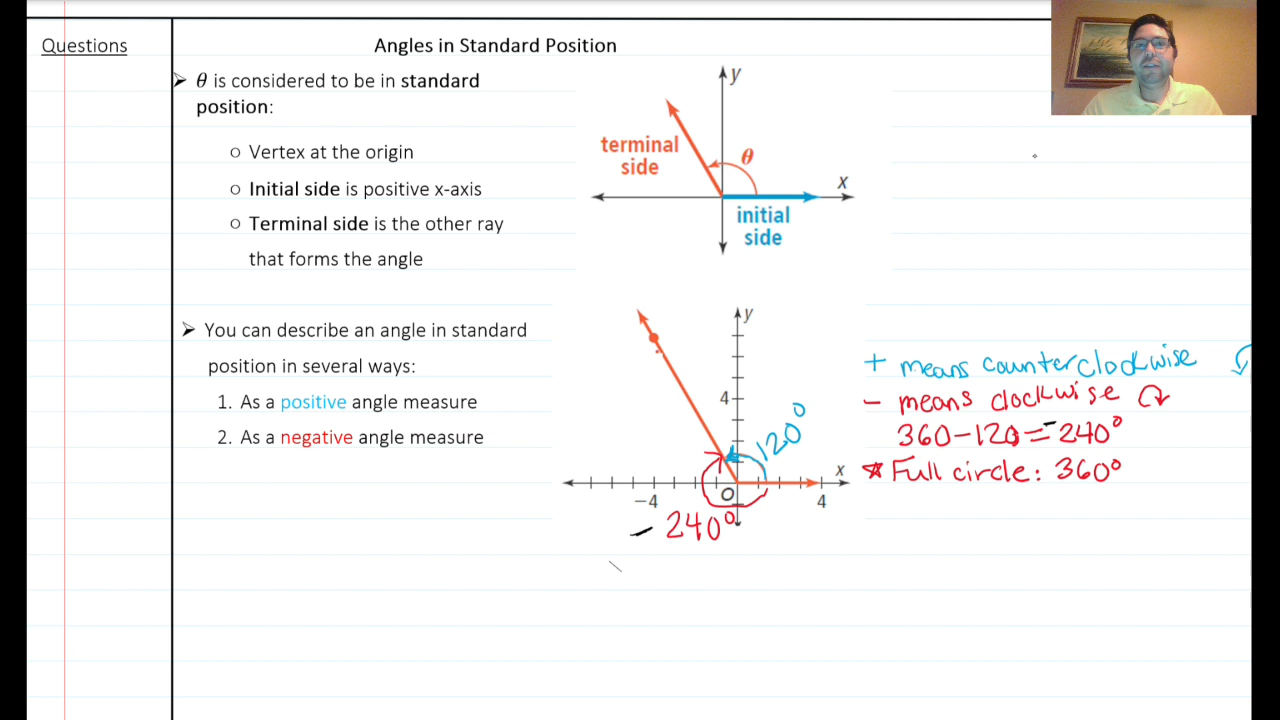 Questions
Angles in Standard Position
➢ θ is considered to be in standard
position:
o Vertex at the origin
o Initial side is positive x-axis
o Terminal side is the other ray
that forms the angle
y
terminal
side
θ
x
initial
side
➢ You can describe an angle in standard
position in several ways:
1. As a positive angle measure
2. As a negative angle measure
y
4
120°
x
−4
O
4
- 240°
+ means counterclockwise
- means clockwise
360-120=-240°
* Full circle: 360°